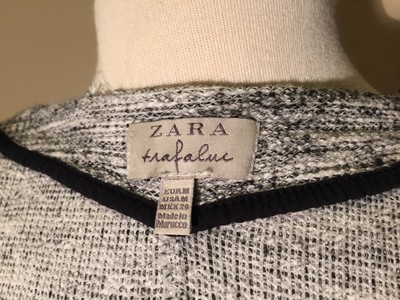 ZARA
trafaluc
EUR M
USA M
MEX 28
Made in
Morocco